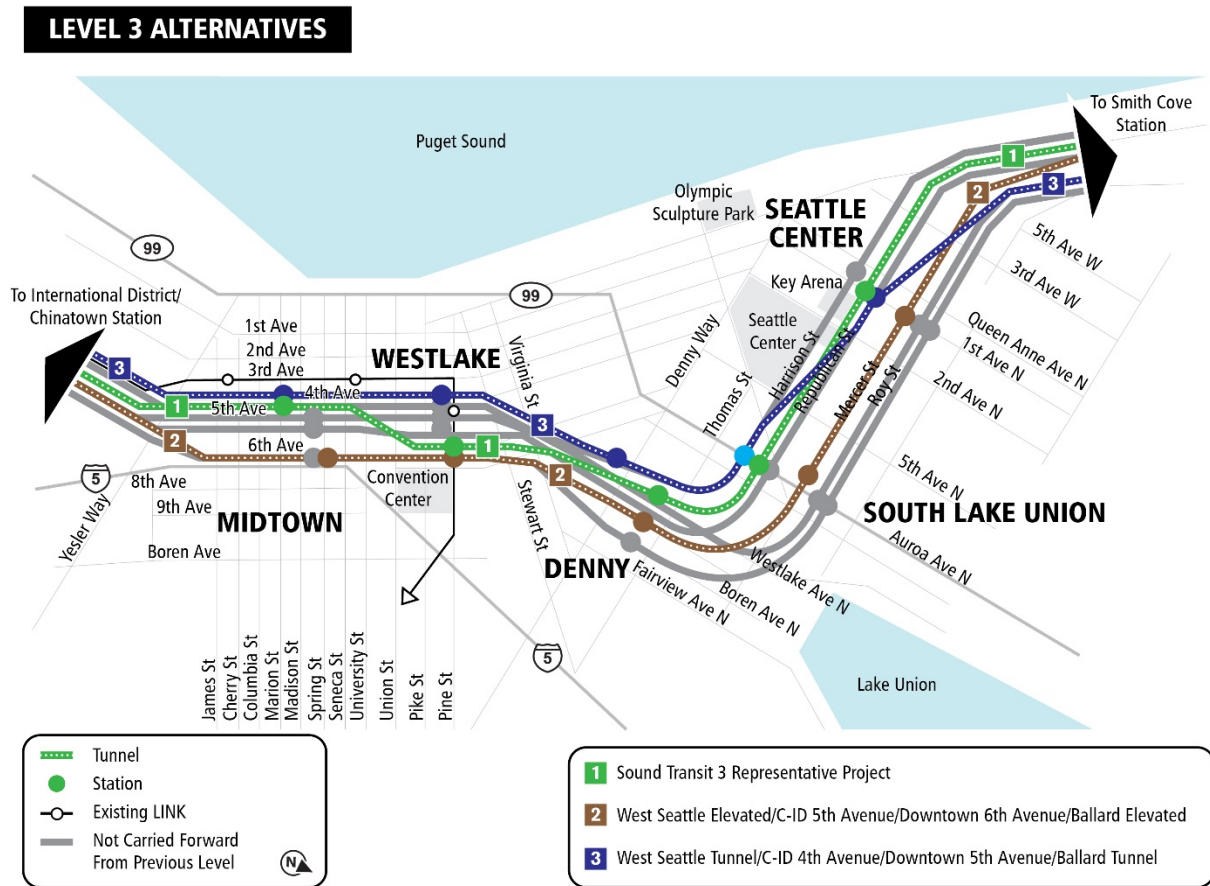 LEVEL 3 ALTERNATIVES
To Smith Cove
Station
Puget Sound
1
3
2
Olympic
Sculpture Park
SEATTLE
CENTER
5th Ave W
3rd Ave W
99
Key Arena
To International District/
Chinatown Station
99
Denny Way
Seattle
Center
Harrison St
Republican St
Queen Anne Ave N
1st Ave N
1st Ave
2nd Ave
3rd Ave
WESTLAKE
Virginia St
Thomas St
Mercer St
Roy St
2nd Ave N
3
4th Ave
5th Ave
1
3
6th Ave
2
1
2
5th Ave N
Convention
Center
5
8th Ave
9th Ave
MIDTOWN
Stewart St
SOUTH LAKE UNION
Yesler Way
Boren Ave
DENNY
Auroa Ave N
Westlake Ave N
Fairview Ave N
Boren Ave N
5
James St
Cherry St
Columbia St
Marion St
Madison St
Spring St
Seneca St
University St
Union St
Pike St
Pine St
Lake Union
Tunnel
Station
Existing LINK
Not Carried Forward
From Previous Level
N
1 Sound Transit 3 Representative Project
2 West Seattle Elevated/C-ID 5th Avenue/Downtown 6th Avenue/Ballard Elevated
3 West Seattle Tunnel/C-ID 4th Avenue/Downtown 5th Avenue/Ballard Tunnel